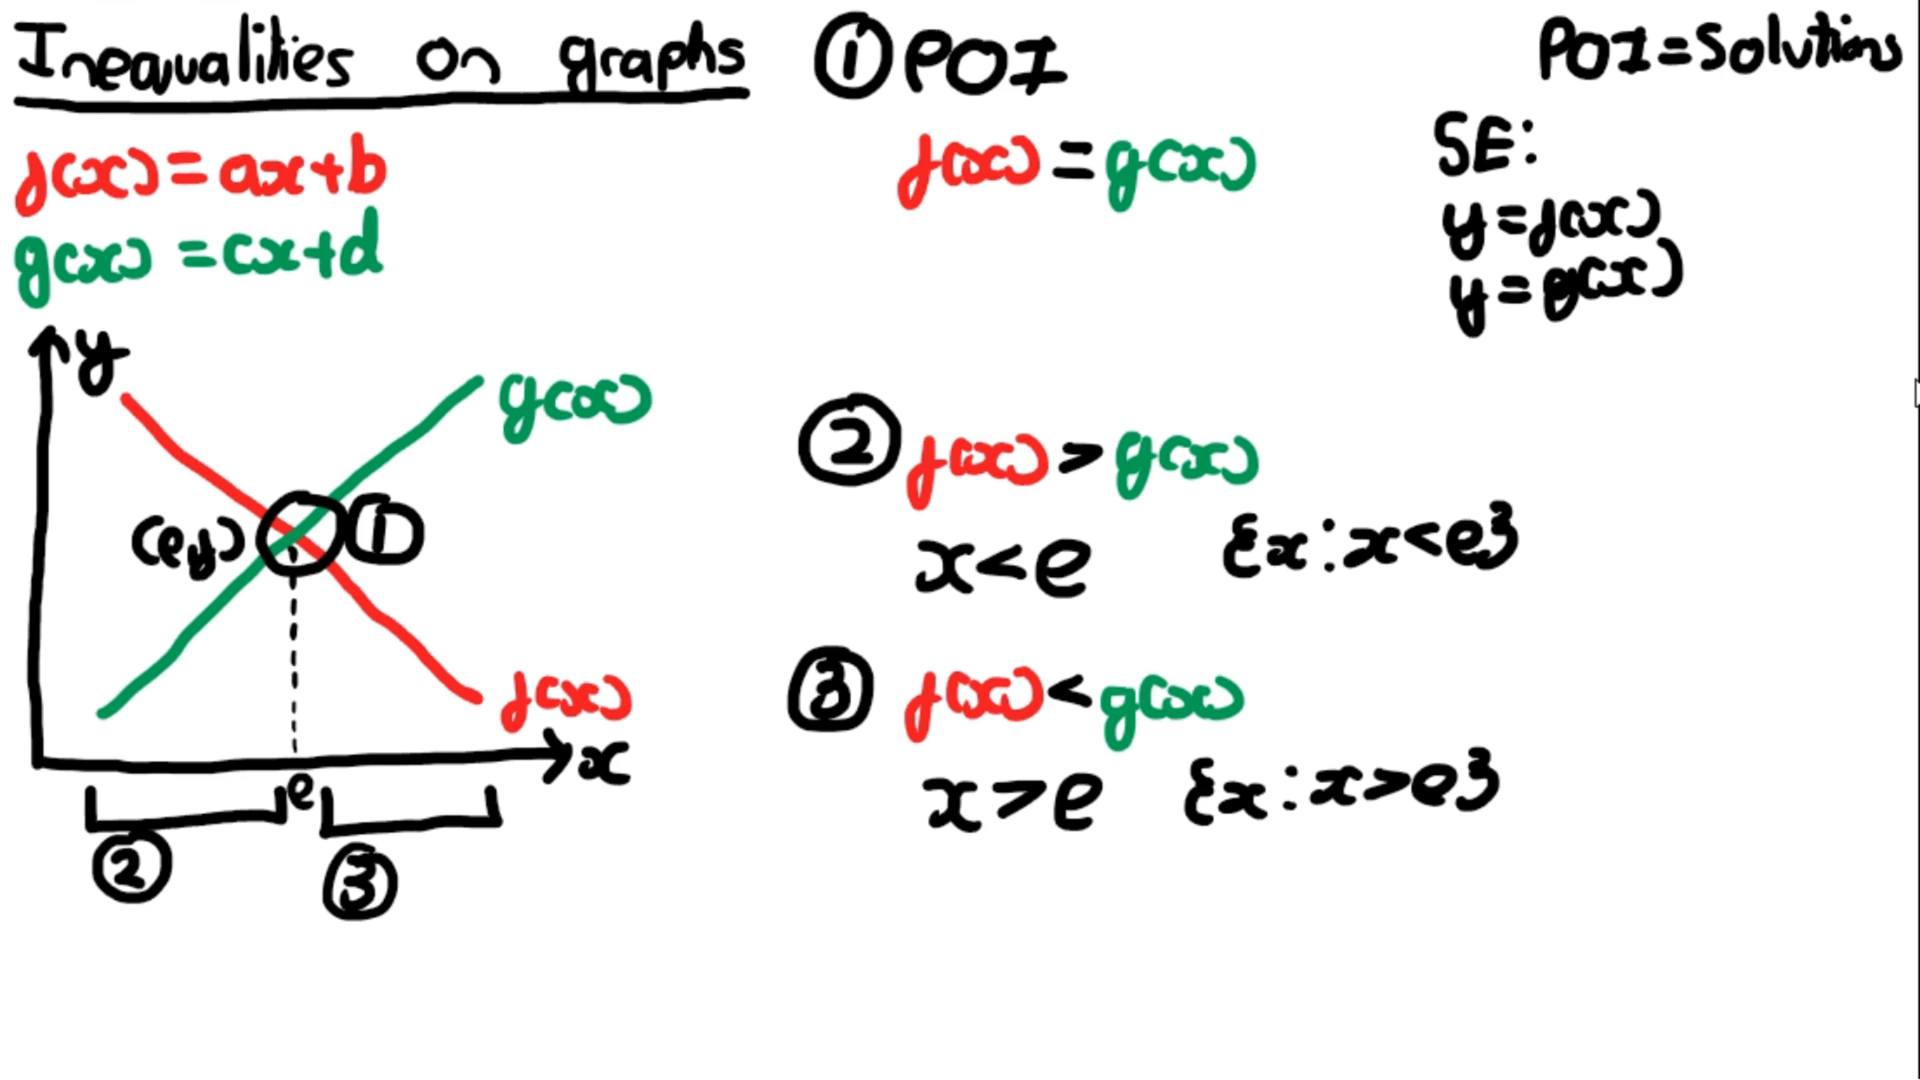 Inequalities on graphs
f(x) = ax+b
g(x) = cx+d
y
g(x)
(e,y) ①
f(x)
x
e
② ③
① POI
f(x) = g(x)
POI = Solutions
SE:
y = f(x)
y = g(x)
② f(x) > g(x)
x < e {x : x < e}
③ f(x) < g(x)
x > e {x : x > e}